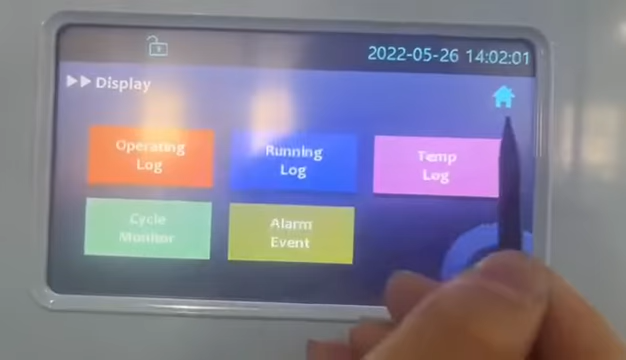 2022-05-26 14:02:01
Display
Operating
Log
Running
Log
Temp
Log
Cycle
Monitor
Alarm
Event